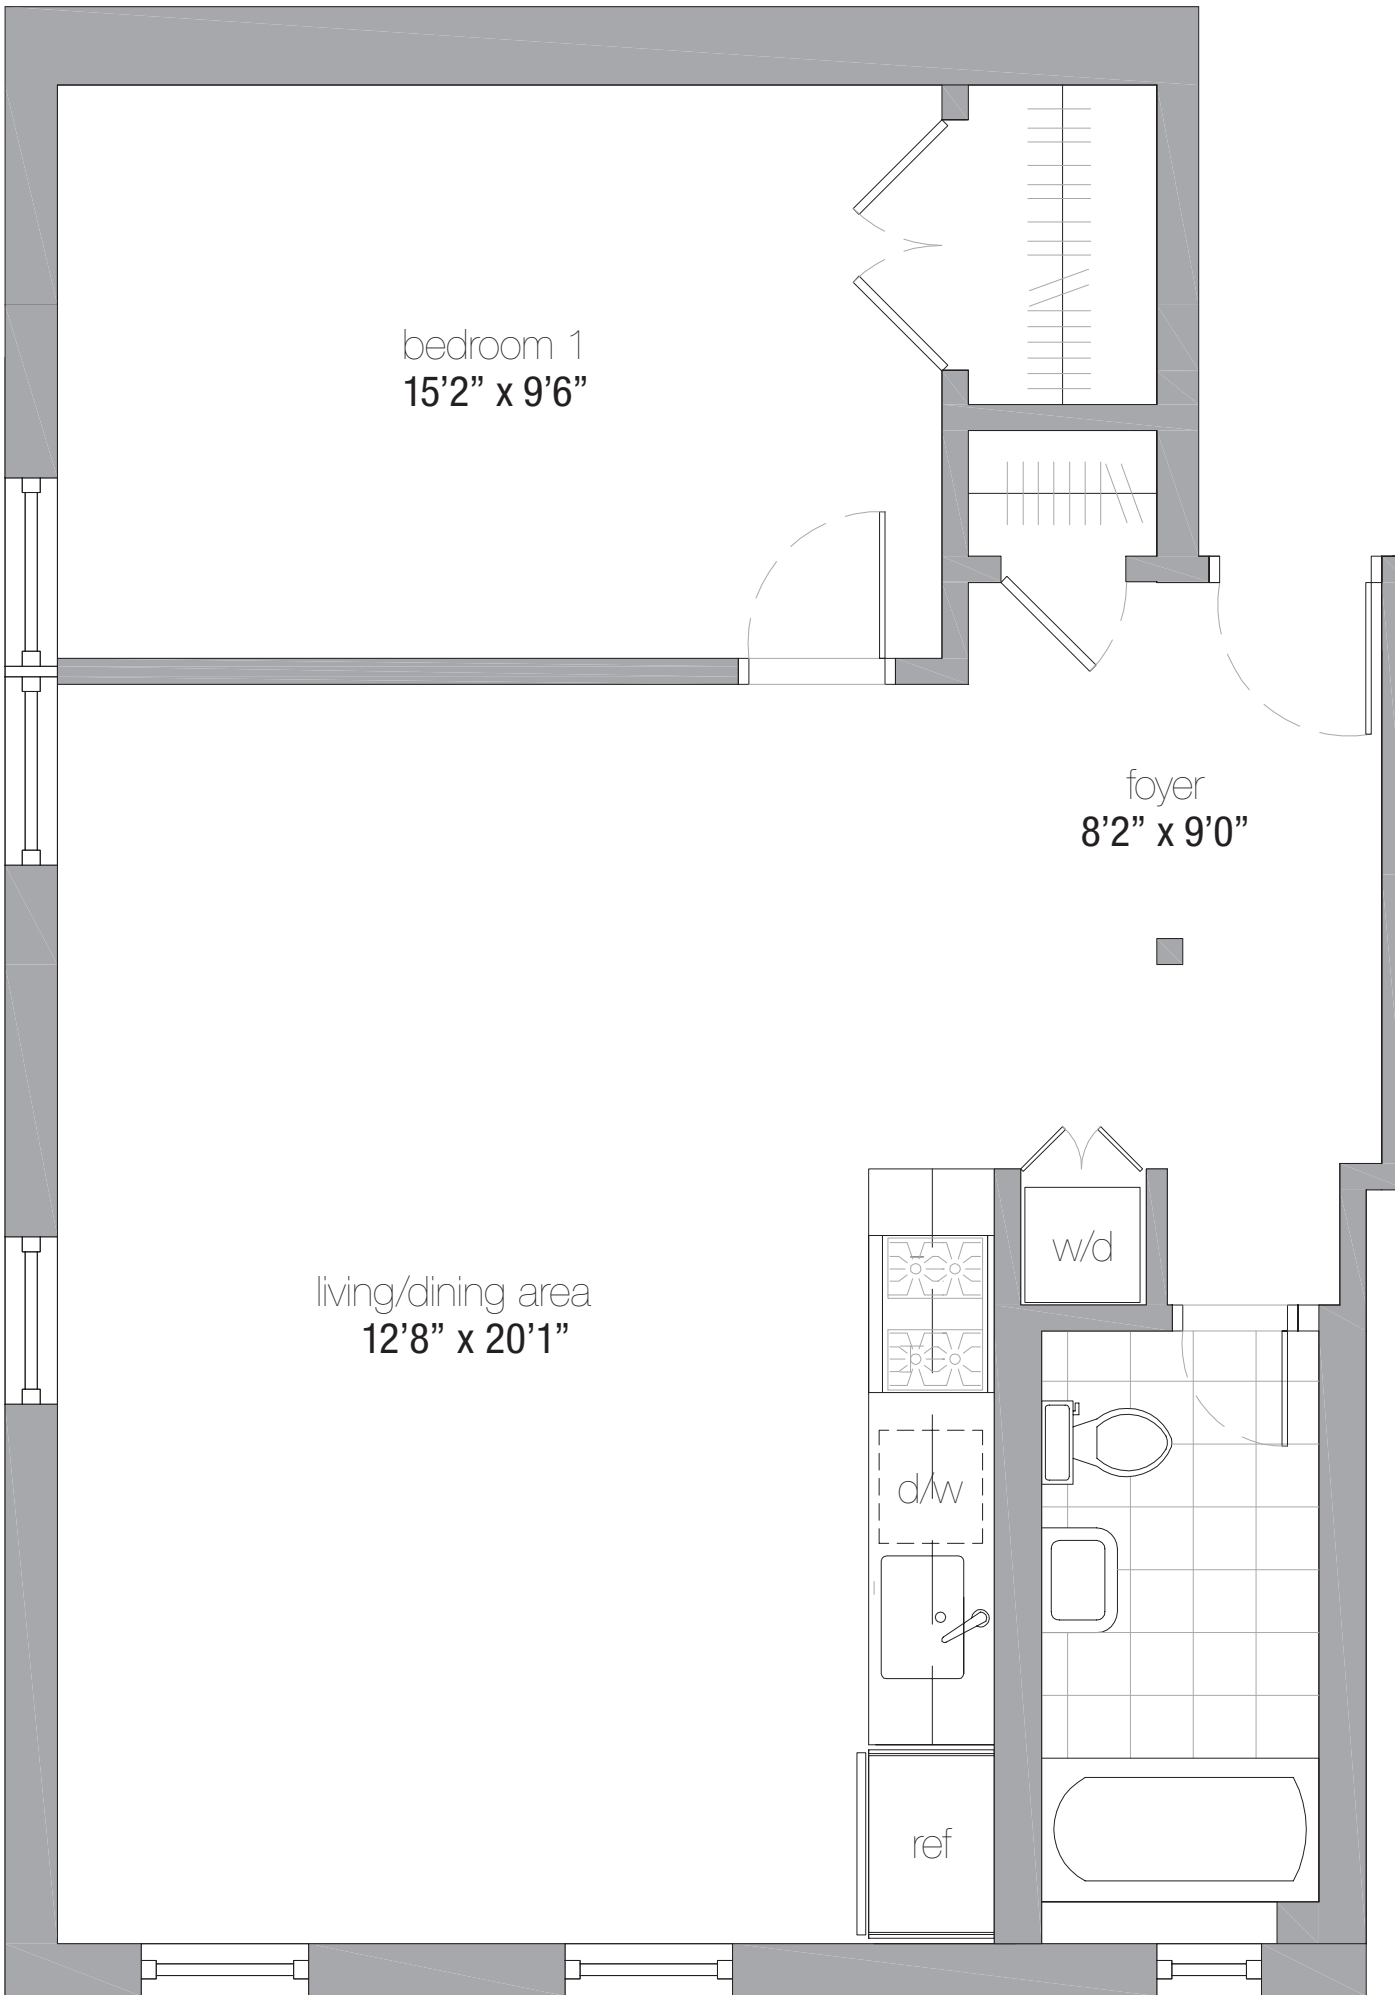 bedroom 1
15’2” x 9’6”
foyer
8’2” x 9’0”
w/d
living/dining area
12’8” x 20’1”
d/w
ref